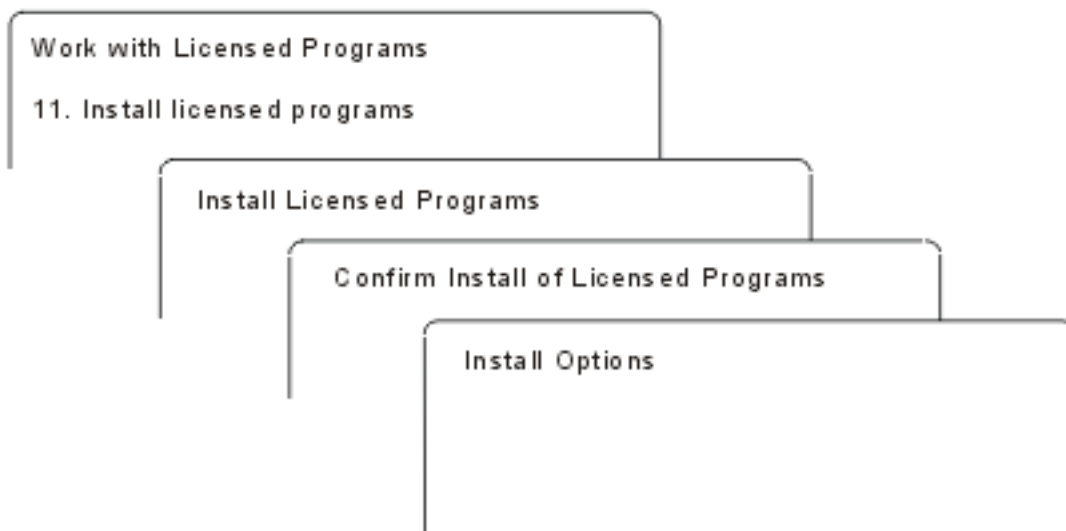 Work with Licensed Programs
11. Install licensed programs
Install Licensed Programs
Confirm Install of Licensed Programs
Install Options